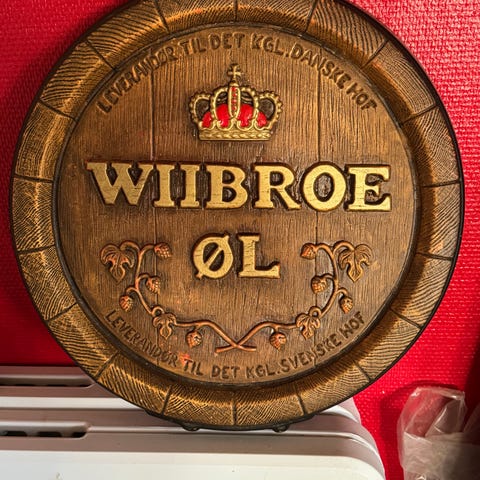 LEVERANDØR TIL DET KGL. DANSKE HOF
WIIBROE
ØL
LEVERANDØR TIL DET KGL. SVENSKE HOF